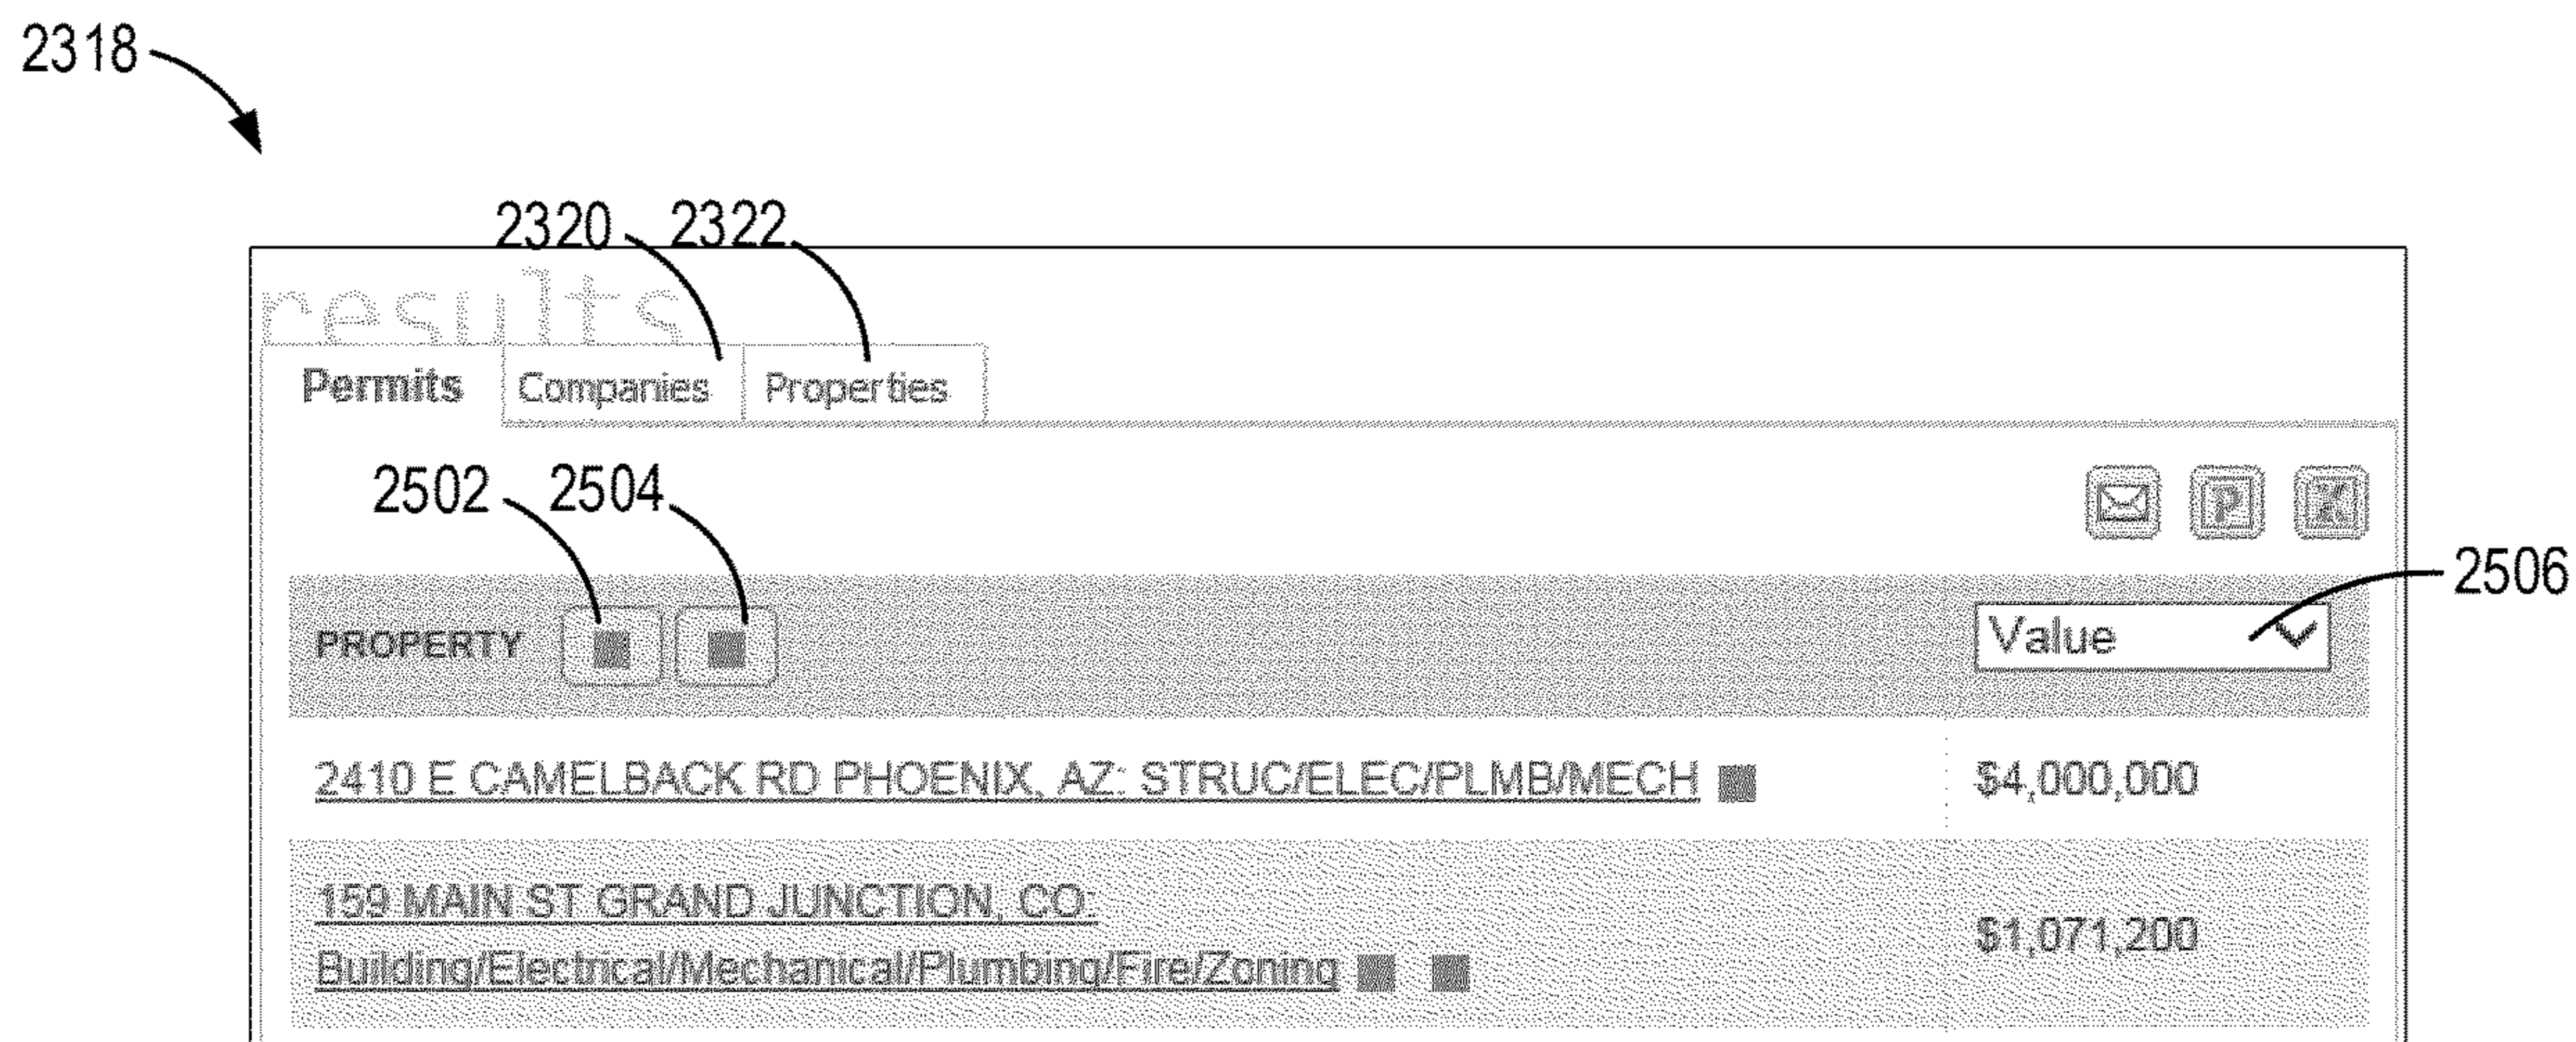 2318
2320 2322
results
Permits Companies Properties
2502 2504
P X
2506
PROPERTY Value
2410 E CAMELBACK RD PHOENIX, AZ: STRUC/ELEC/PLMB/MECH $4,000,000
159 MAIN ST GRAND JUNCTION, CO:
Building/Electrical/Mechanical/Plumbing/Fire/Zoning
$1,071,200